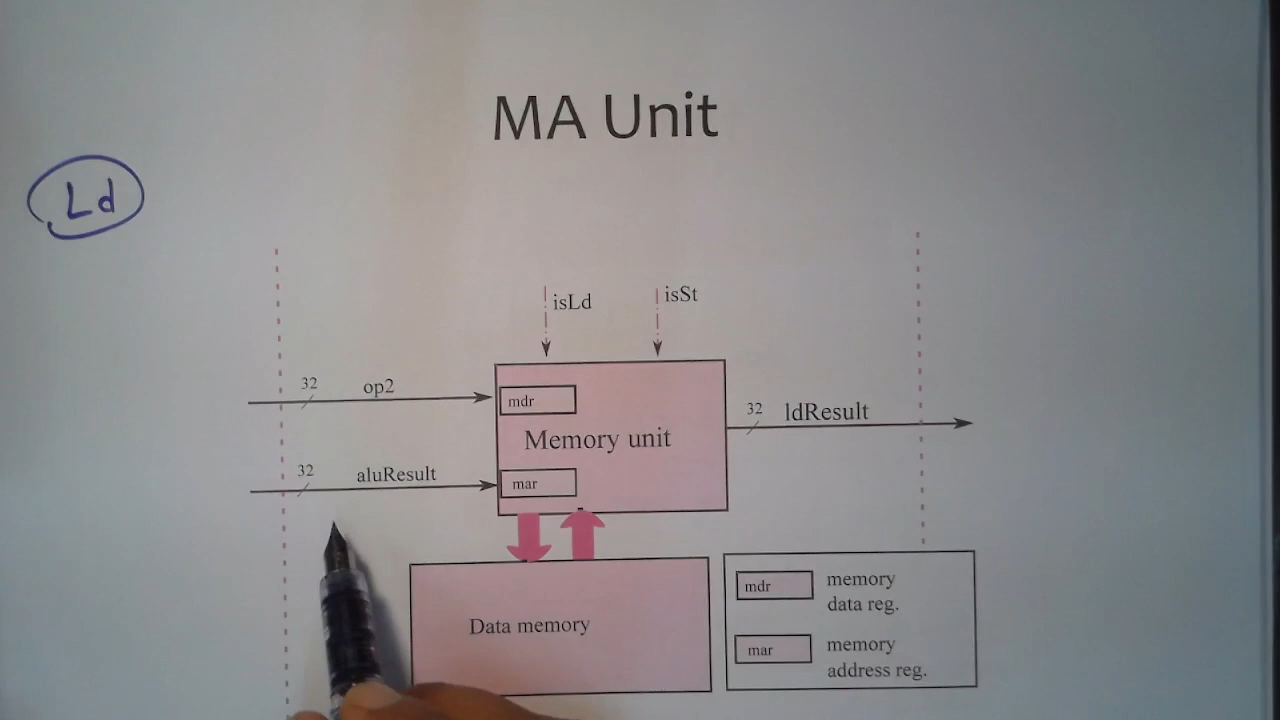 MA Unit
Ld
isLd
isSt
32
op2
mdr
32
ldResult
Memory unit
32
aluResult
mar
mdr
memory
data reg.
Data memory
mar
memory
address reg.